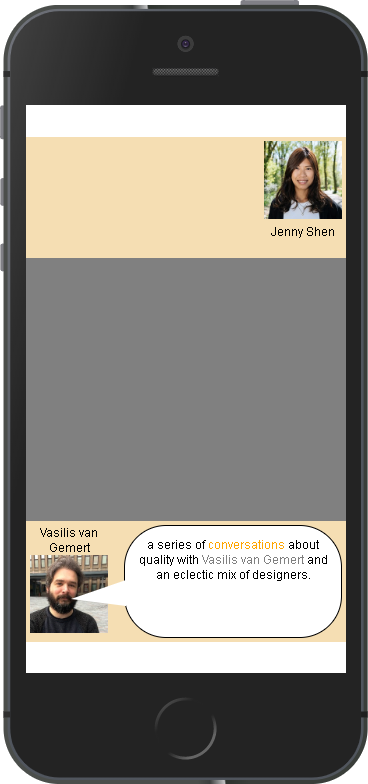 Jenny Shen
Vasilis van
Gemert
a series of conversations about
quality with Vasilis van Gemert and
an eclectic mix of designers.